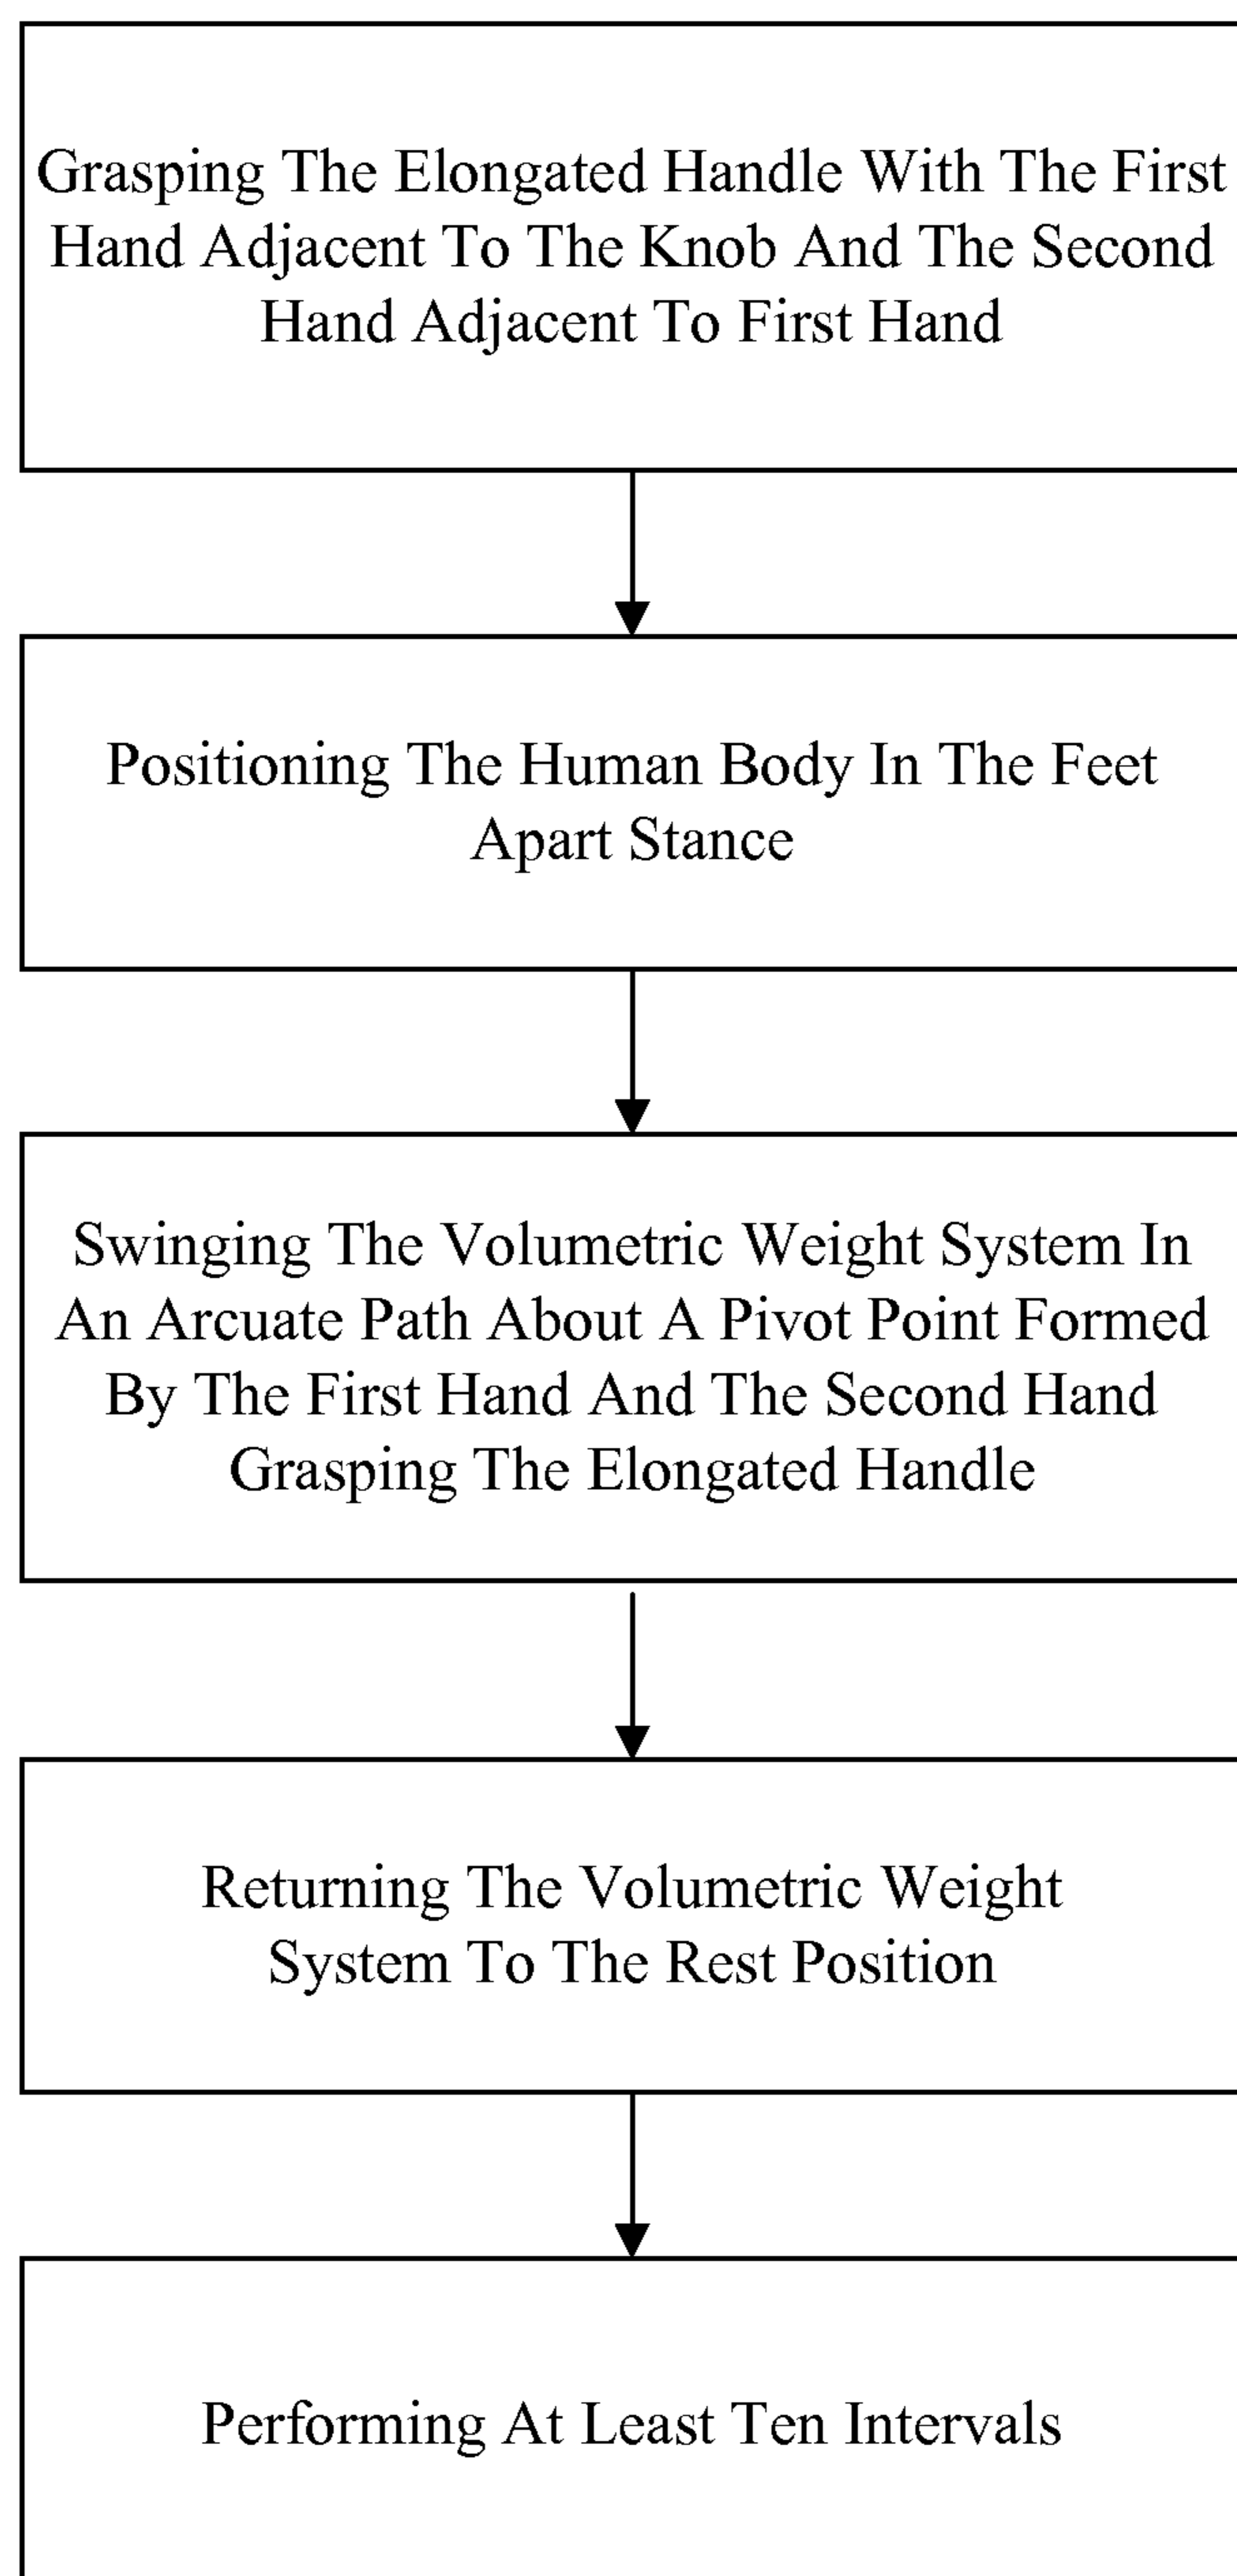 Grasping The Elongated Handle With The First
Hand Adjacent To The Knob And The Second
Hand Adjacent To First Hand
Positioning The Human Body In The Feet
Apart Stance
Swinging The Volumetric Weight System In
An Arcuate Path About A Pivot Point Formed
By The First Hand And The Second Hand
Grasping The Elongated Handle
Returning The Volumetric Weight
System To The Rest Position
Performing At Least Ten Intervals